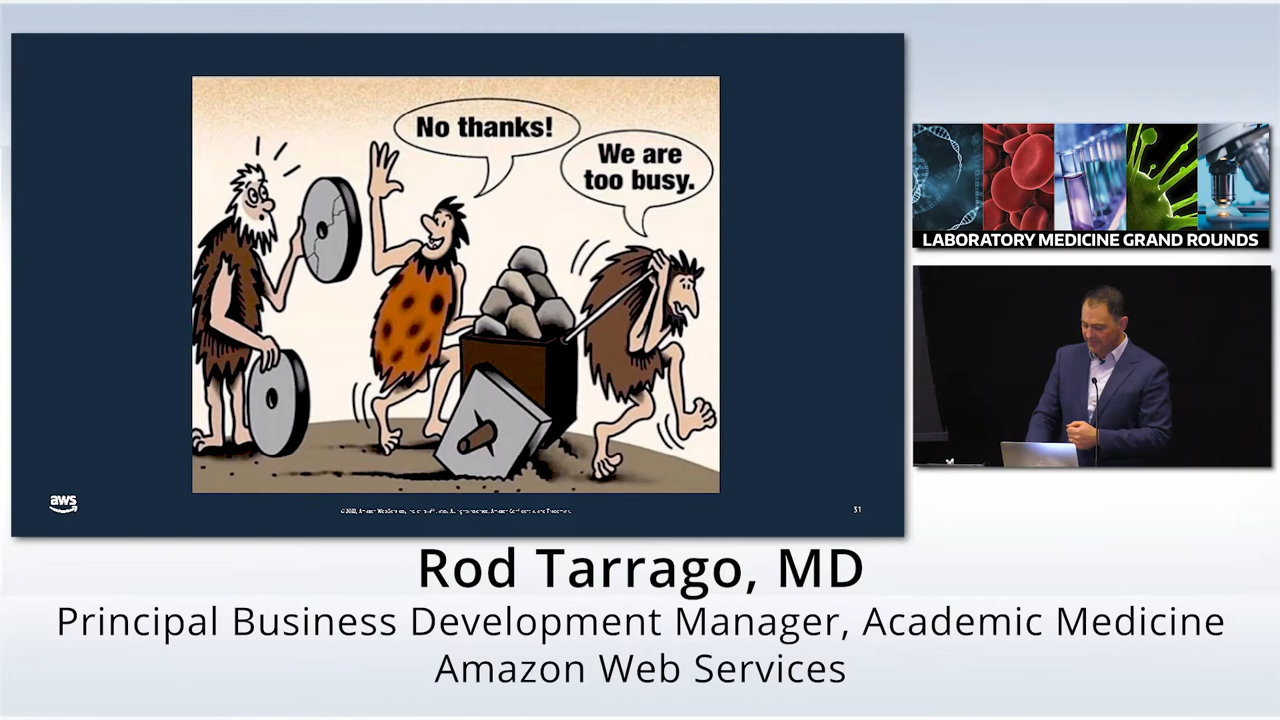 No thanks!
We are
too busy.
aws
31
LABORATORY MEDICINE GRAND ROUNDS
Rod Tarrago, MD
Principal Business Development Manager, Academic Medicine
Amazon Web Services